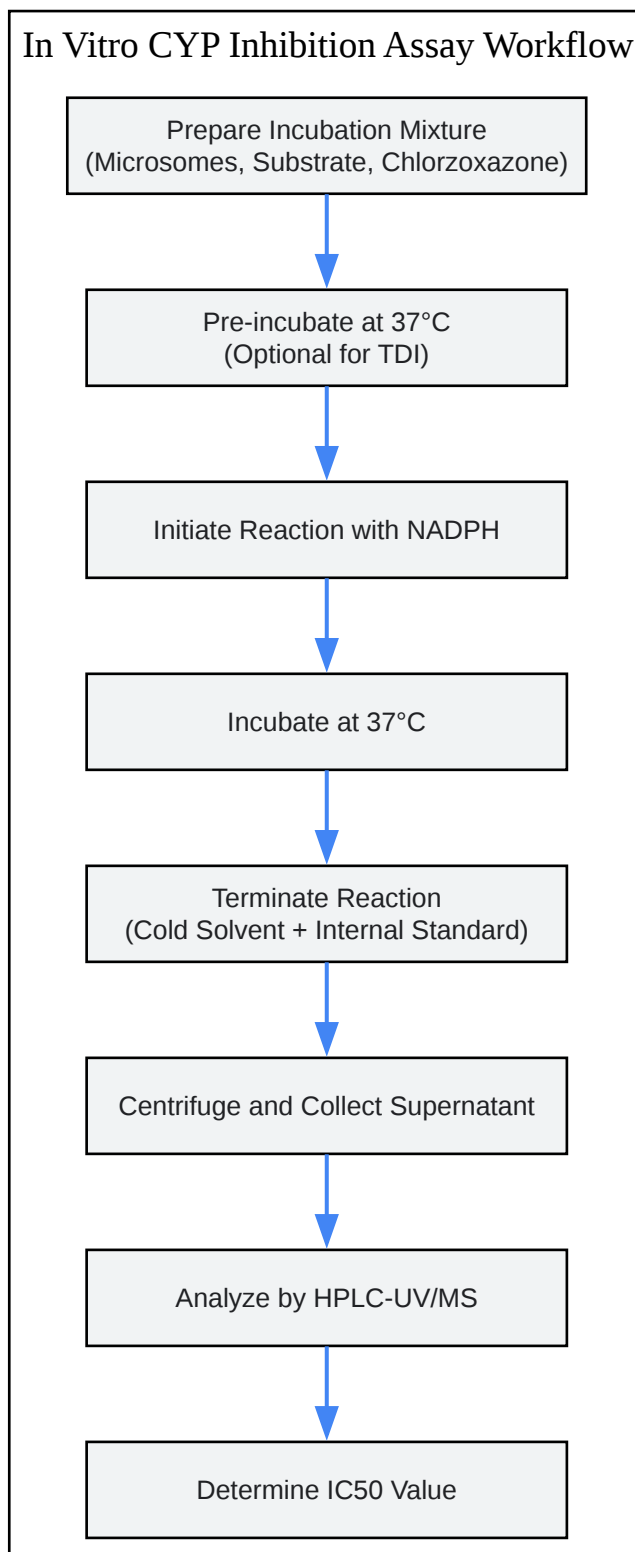 In Vitro CYP Inhibition Assay Workflow
Prepare Incubation Mixture
(Microsomes, Substrate, Chlorzoxazone)
Pre-incubate at 37°C
(Optional for TDI)
Initiate Reaction with NADPH
Incubate at 37°C
Terminate Reaction
(Cold Solvent + Internal Standard)
Centrifuge and Collect Supernatant
Analyze by HPLC-UV/MS
Determine IC50 Value